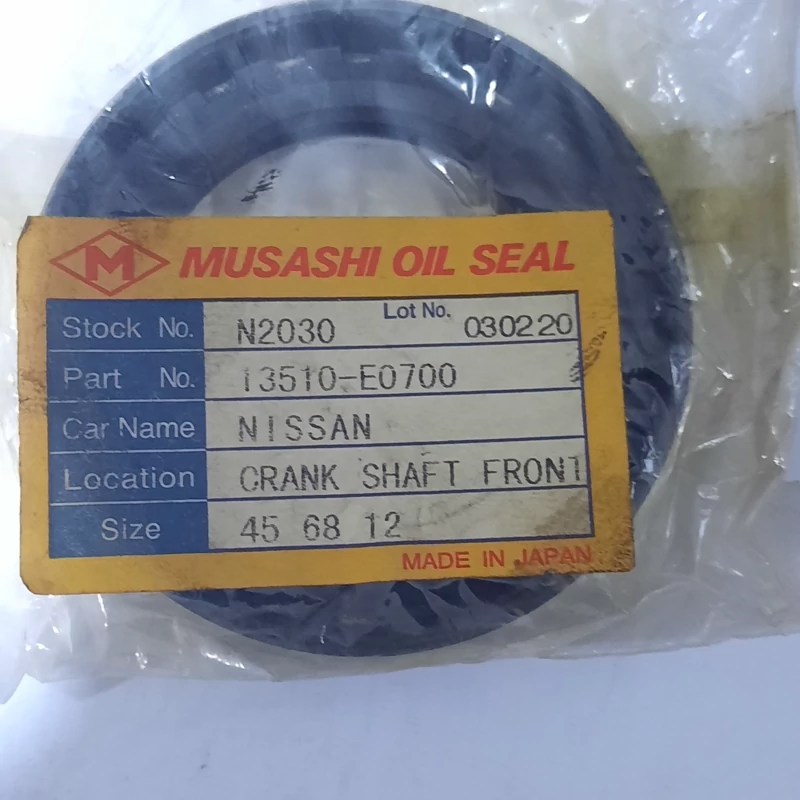 M MUSASHI OIL SEAL
Stock No. N2030 Lot No. 030220
Part No. 13510-E0700
Car Name NISSAN
Location CRANK SHAFT FRONT
Size 45 68 12
MADE IN JAPAN